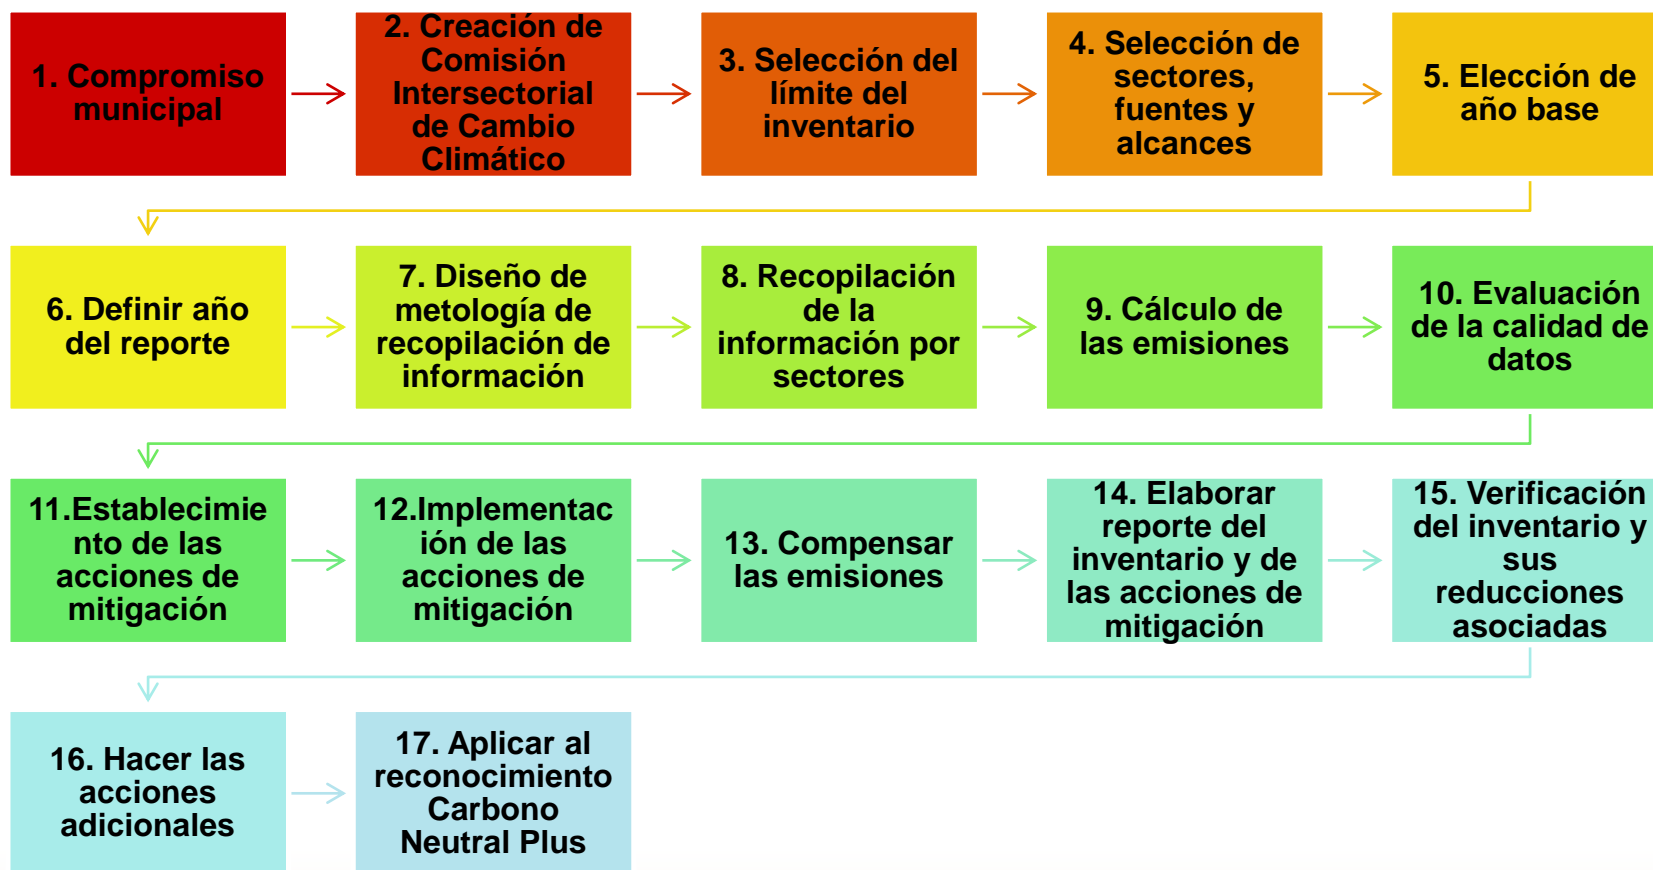 1. Compromiso
municipal
2. Creación de
Comisión
Intersectorial
de Cambio
Climático
3. Selección del
límite del
inventario
4. Selección de
sectores,
fuentes y
alcances
5. Elección de
año base
6. Definir año
del reporte
7. Diseño de
metología de
recopilación de
información
8. Recopilación
de la
información por
sectores
9. Cálculo de
las emisiones
10. Evaluación
de la calidad de
datos
11.Establecimie
nto de las
acciones de
mitigación
12.Implementac
ión de las
acciones de
mitigación
13. Compensar
las emisiones
14. Elaborar
reporte del
inventario y de
las acciones de
mitigación
15. Verificación
del inventario y
sus
reducciones
asociadas
16. Hacer las
acciones
adicionales
17. Aplicar al
reconocimiento
Carbono
Neutral Plus